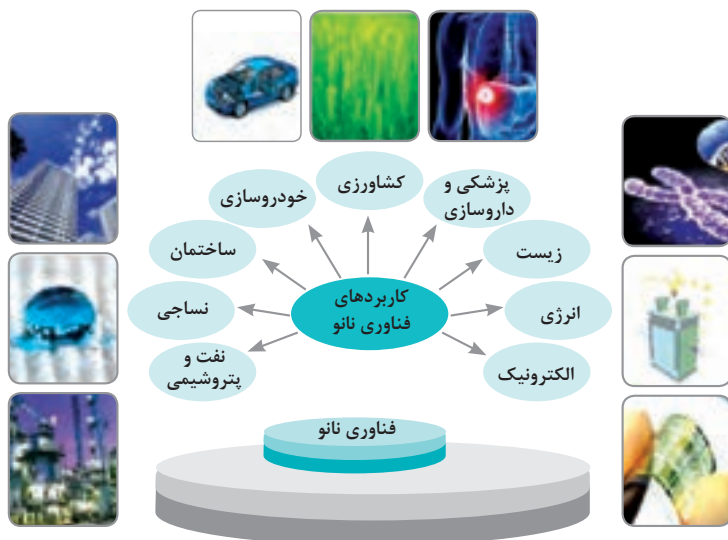 کشاورزی
پزشکی و
داروسازی
خودروسازی
زیست
ساختمان
کاربردهای
فناوری نانو
انرژی
نساجی
الکترونیک
نفت و
پتروشیمی
فناوری نانو